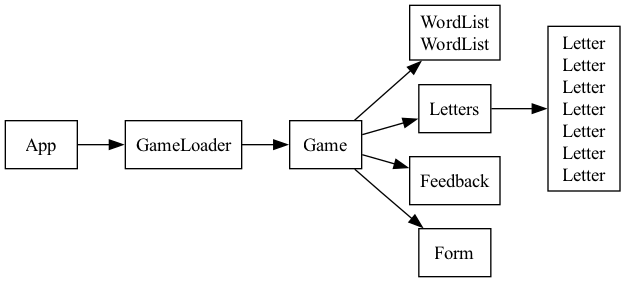 App
GameLoader
Game
WordList
WordList
Letters
Feedback
Form
Letter
Letter
Letter
Letter
Letter
Letter
Letter